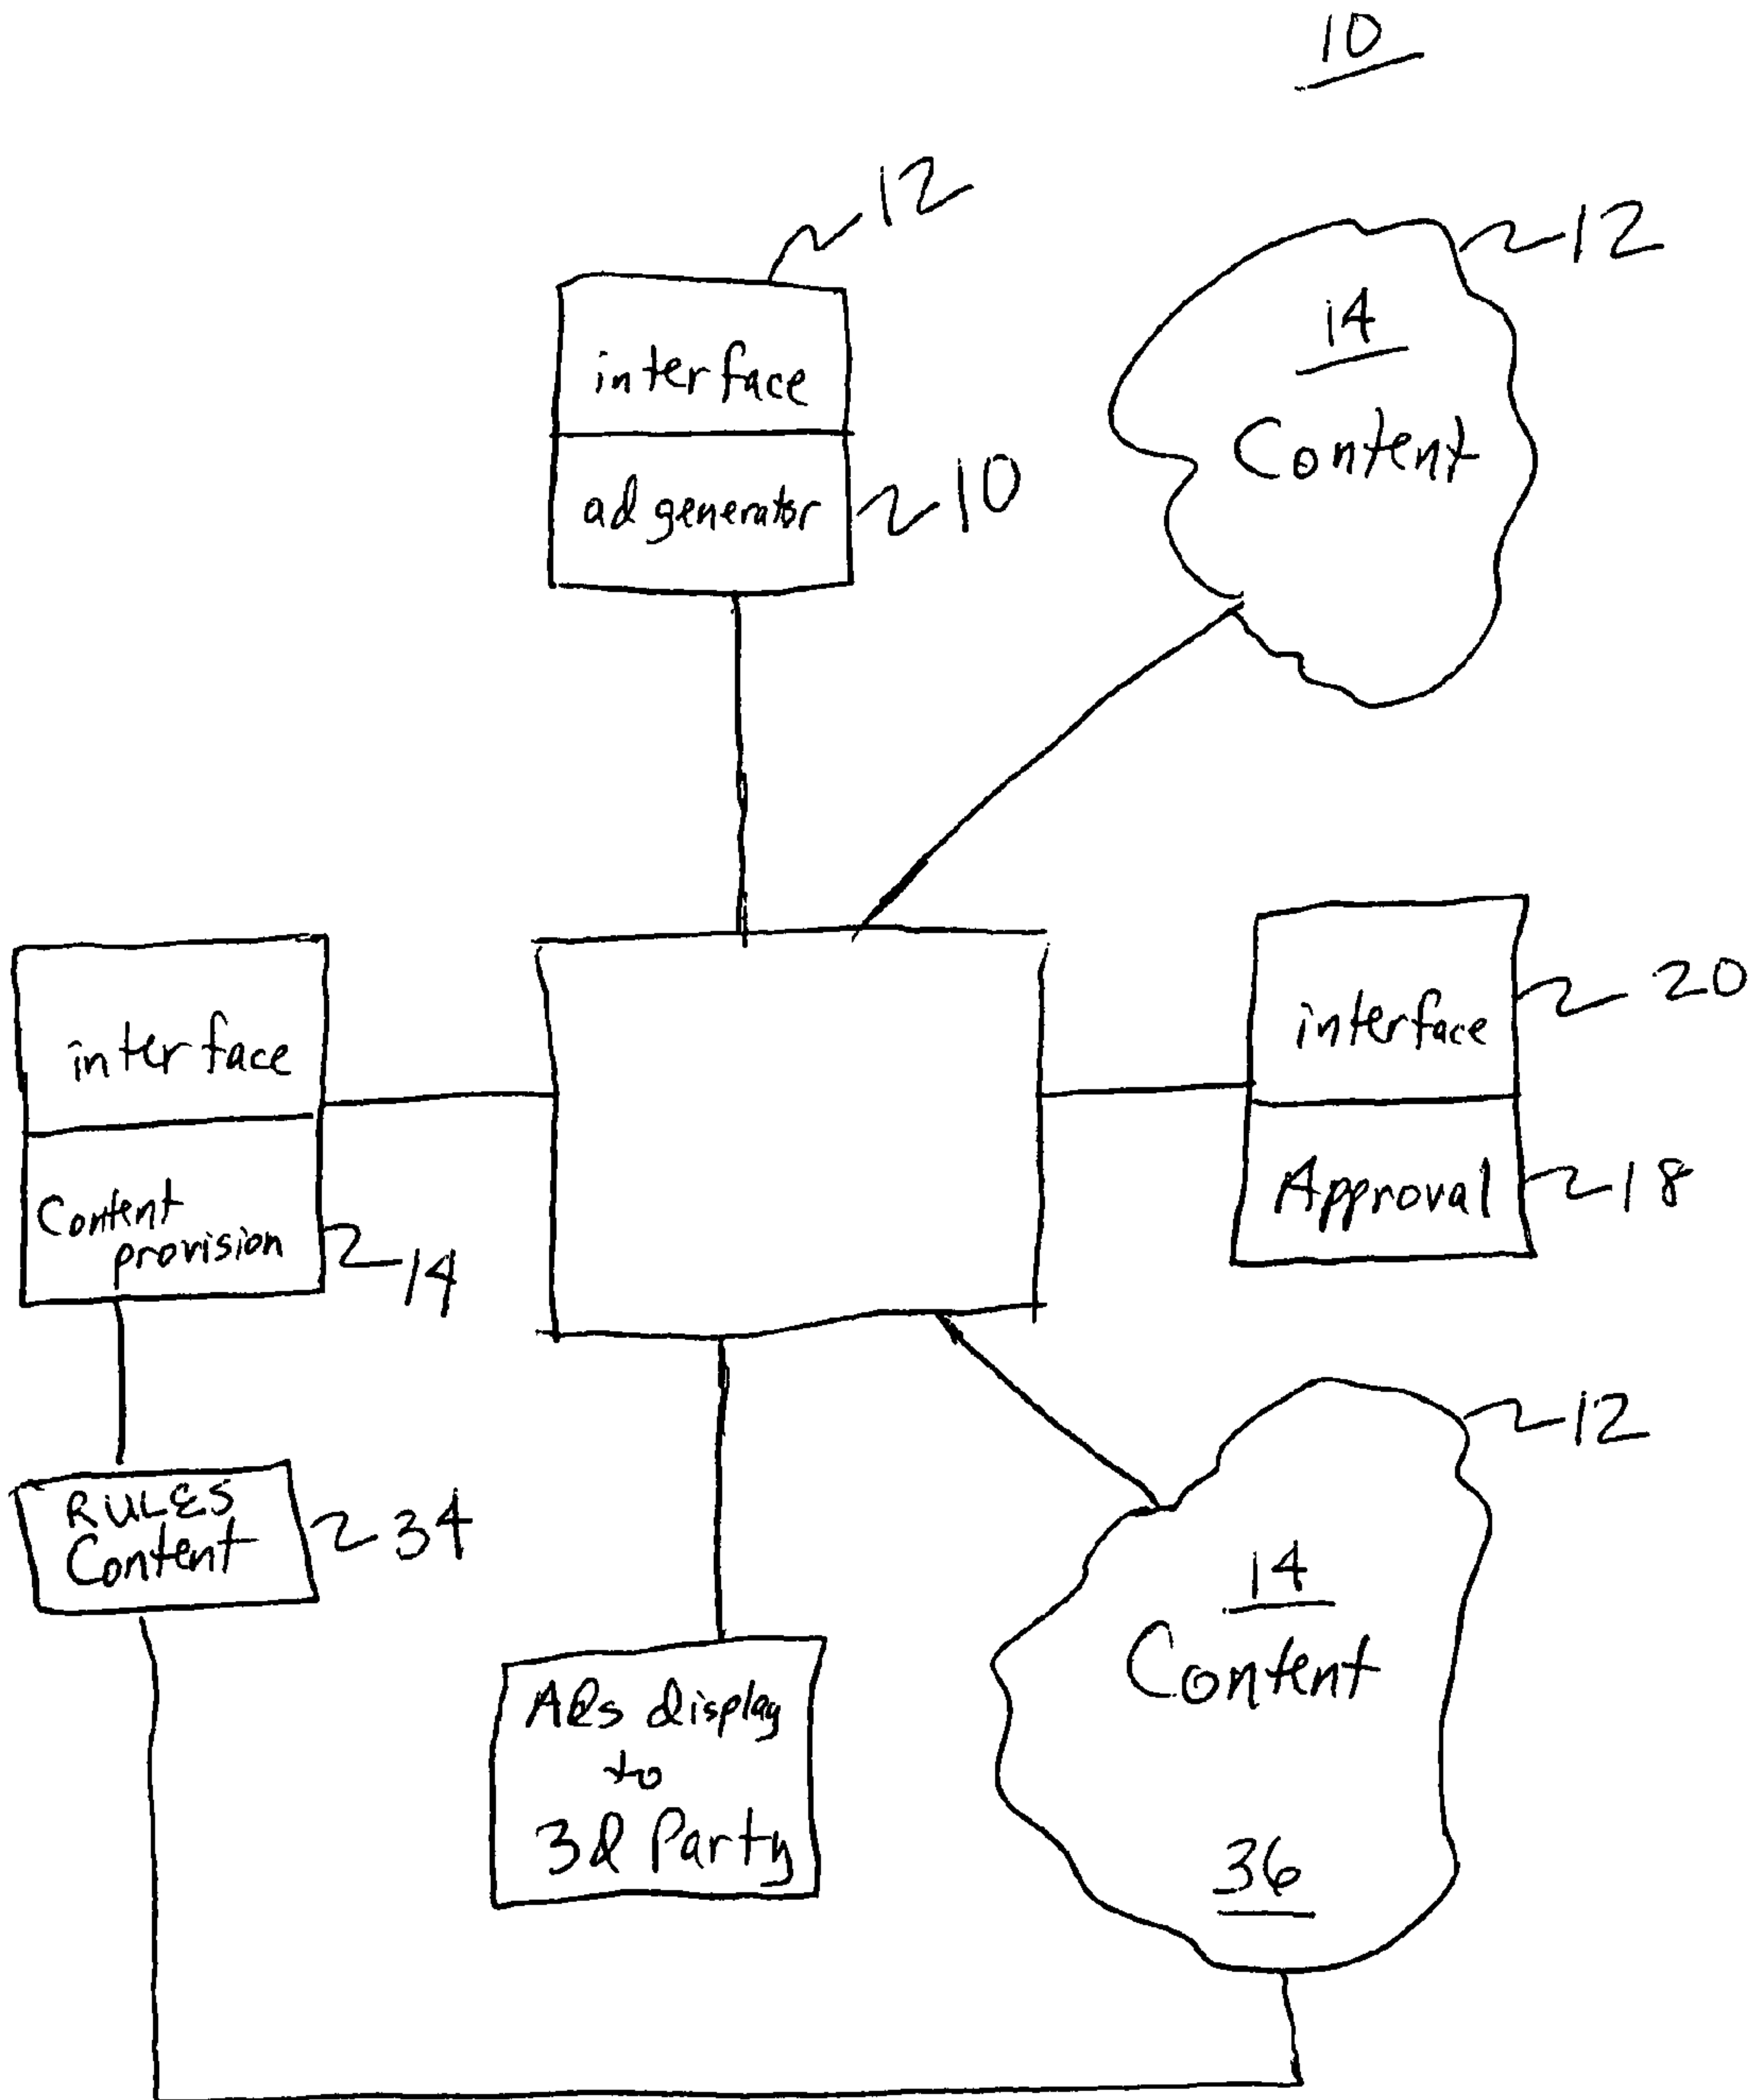 10
12
interface
ad generator
10
12
14
Content
interface
Content
provision
14
interface
20
Approval
18
RULES
Content
34
Ads display
to
3d Party
12
14
Content
36